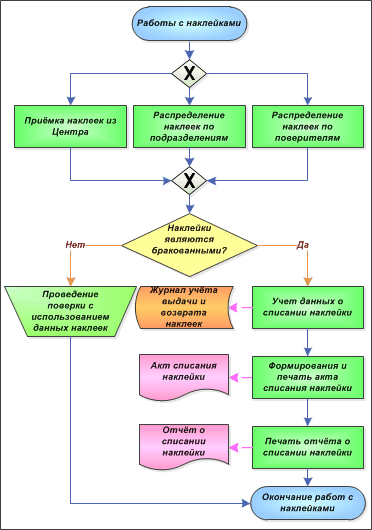 Работы с наклейками
X
Приёмка наклеек из
Центра
Распределение
наклеек по
подразделениям
Распределение
наклеек по
поверителям
X
Наклейки
являются
бракованными?
Нет
Да
Проведение
поверки с
использованием
данных наклеек
Журнал учёта
выдачи и
возврата
наклеек
Учет данных о
списании наклейки
Акт списания
наклейки
Формирования и
печать акта
списания наклейки
Отчёт о
списании
наклейки
Печать отчёта о
списании наклейки
Окончание работ с
наклейками